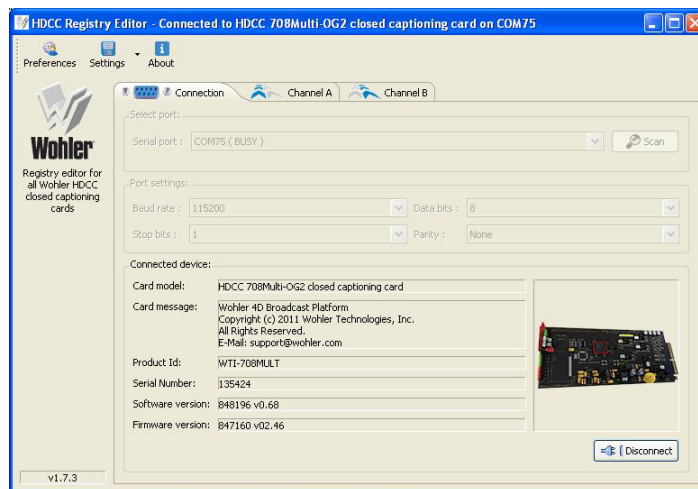 HDCC Registry Editor - Connected to HDCC 708Multi-OG2 closed captioning card on COM75
Preferences
Settings
About
Wohler
Registry editor for
all Wohler HDCC
closed captioning
cards
v1.7.3
Connection
Channel A
Channel B
Select port:
Serial port : COM75 ( BUSY )
Scan
Port settings:
Baud rate : 115200 Data bits : 8
Stop bits : 1 Parity : None
Connected device:
Card model: HDCC 708Multi-OG2 closed captioning card
Card message: Wohler 4D Broadcast Platform
Copyright (c) 2011 Wohler Technologies, Inc.
All Rights Reserved.
E-Mail: support@wohler.com
Product Id: WTI-708MULT
Serial Number: 135424
Software version: 848196 v0.68
Firmware version: 847160 v02.46
Disconnect